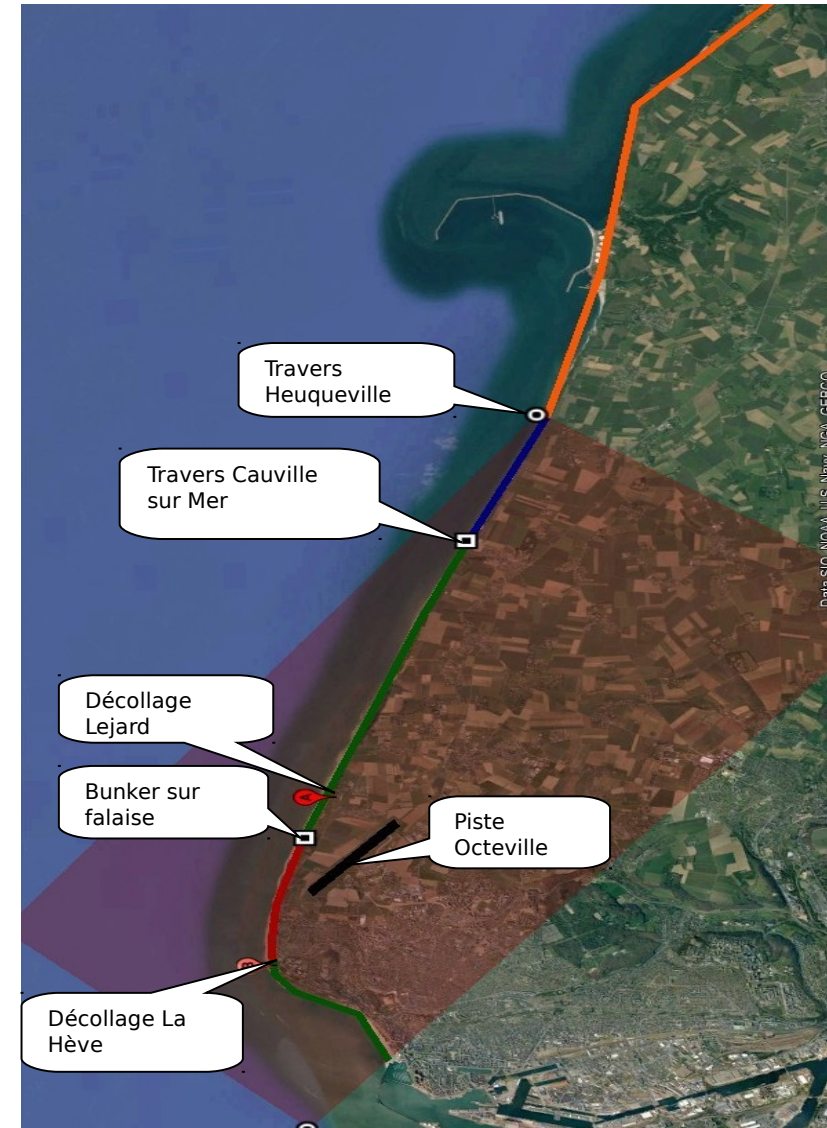 Travers
Heuqueville
Travers Cauville
sur Mer
Décollage
Lejard
Bunker sur
falaise
Piste
Octeville
Décollage La
Hève
A
B
Data SIO, NOAA, U.S. Navy, NGA, GEBCO